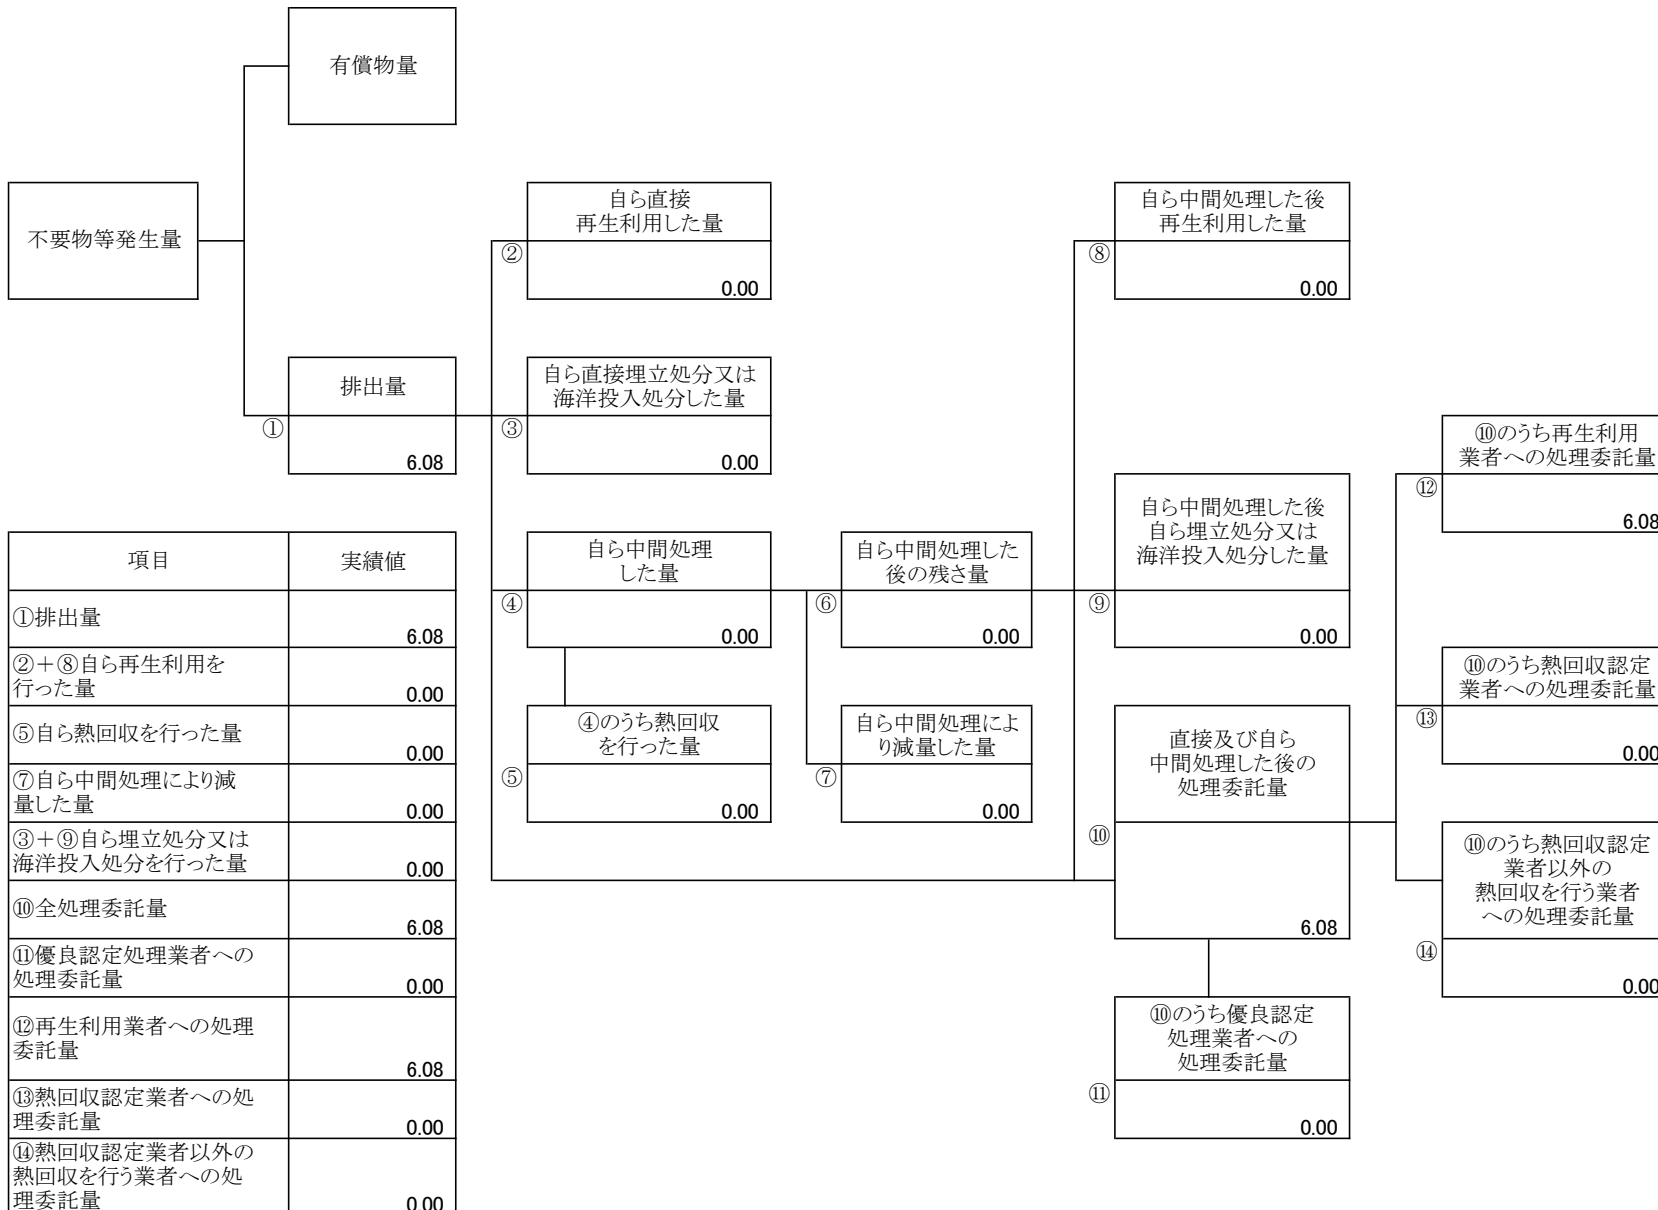 有償物量
不要物等発生量
排出量
①
6.08
自ら直接
再生利用した量
②
0.00
自ら直接埋立処分又は
海洋投入処分した量
③
0.00
自ら中間処理
した量
④
0.00
④のうち熱回収
を行った量
⑤
0.00
自ら中間処理した
後の残さ量
⑥
0.00
自ら中間処理によ
り減量した量
⑦
0.00
自ら中間処理した後
再生利用した量
⑧
0.00
自ら中間処理した後
自ら埋立処分又は
海洋投入処分した量
⑨
0.00
直接及び自ら
中間処理した後の
処理委託量
⑩
6.08
⑩のうち優良認定
処理業者への
処理委託量
⑪
0.00
⑩のうち再生利用
業者への処理委託量
⑫
6.08
⑩のうち熱回収認定
業者への処理委託量
⑬
0.00
⑩のうち熱回収認定
業者以外の
熱回収を行う業者
への処理委託量
⑭
0.00
項目 実績値
①排出量
6.08
②+⑧自ら再生利用を
行った量
0.00
⑤自ら熱回収を行った量
0.00
⑦自ら中間処理により減
量した量
0.00
③+⑨自ら埋立処分又は
海洋投入処分を行った量
0.00
⑩全処理委託量
6.08
⑪優良認定処理業者への
処理委託量
0.00
⑫再生利用業者への処理
委託量
6.08
⑬熱回収認定業者への処
理委託量
0.00
⑭熱回収認定業者以外の
熱回収を行う業者への処
理委託量
0.00